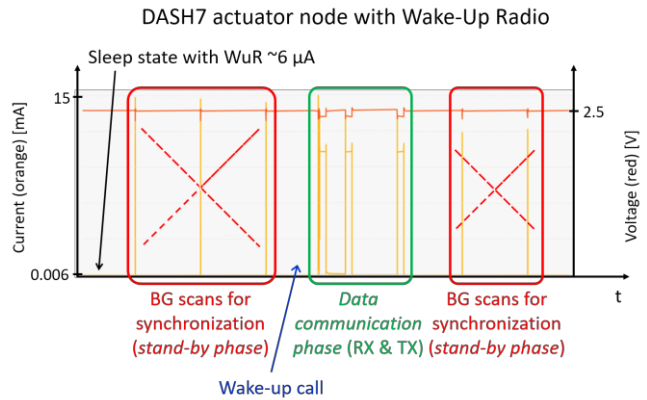 DASH7 actuator node with Wake-Up Radio
Sleep state with WuR ~6 µA
Current (orange) [mA]
15
0.006
2.5
Voltage (red) [V]
t
BG scans for
synchronization
(stand-by phase)
Data
communication
phase (RX & TX)
BG scans for
synchronization
(stand-by phase)
Wake-up call